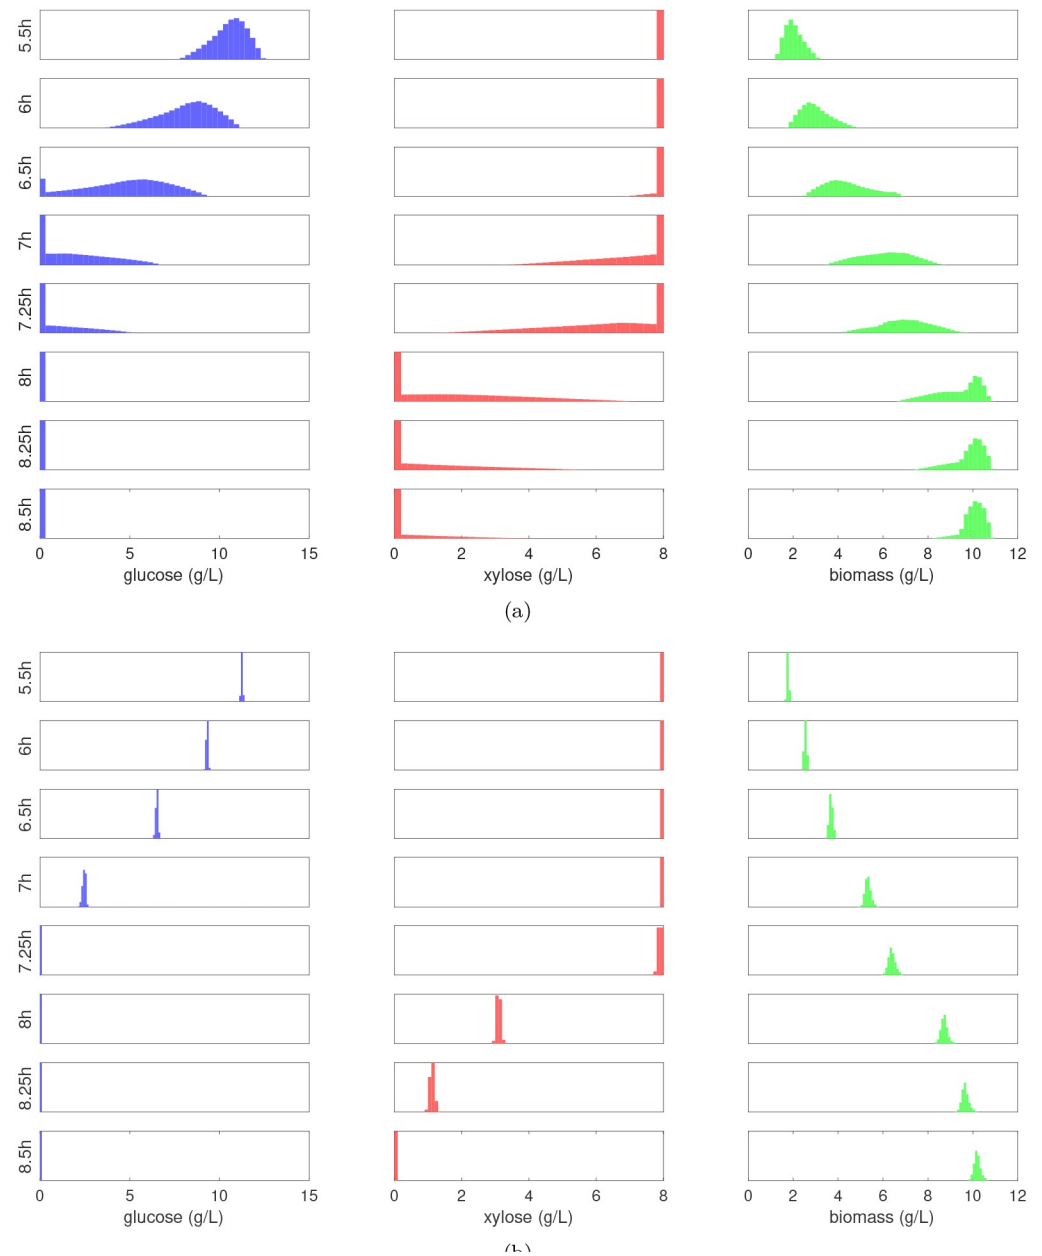 5.5h
6h
6.5h
7h
7.25h
8h
8.25h
8.5h
0 5 10 15 0 2 4 6 8 0 2 4 6 8 10 12
glucose (g/L) xylose (g/L) biomass (g/L)
(a)
5.5h
6h
6.5h
7h
7.25h
8h
8.25h
8.5h
0 5 10 15 0 2 4 6 8 0 2 4 6 8 10 12
glucose (g/L) xylose (g/L) biomass (g/L)
(b)